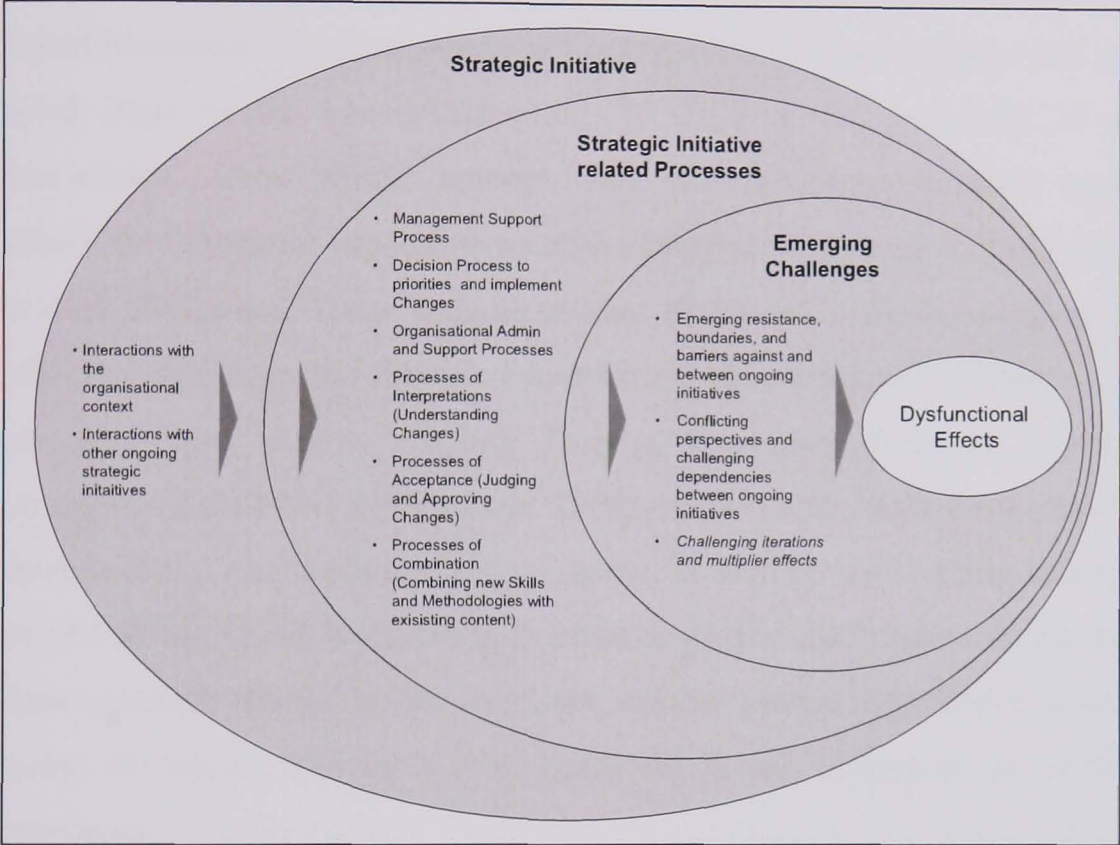 Strategic Initiative
Strategic Initiative
related Processes
• Management Support
Process
• Decision Process to
priorities and implement
Changes
• Organisational Admin
and Support Processes
• Processes of
Interpretations
(Understanding
Changes)
• Processes of
Acceptance (Judging
and Approving
Changes)
• Processes of
Combination
(Combining new Skills
and Methodologies with
exisisting content)
Emerging
Challenges
• Emerging resistance,
boundaries, and
barriers against and
between ongoing
initiatives
• Conflicting
perspectives and
challenging
dependencies
between ongoing
initiatives
• Challenging iterations
and multiplier effects
• Interactions with
the
organisational
context
• Interactions with
other ongoing
strategic
initaitives
Dysfunctional
Effects